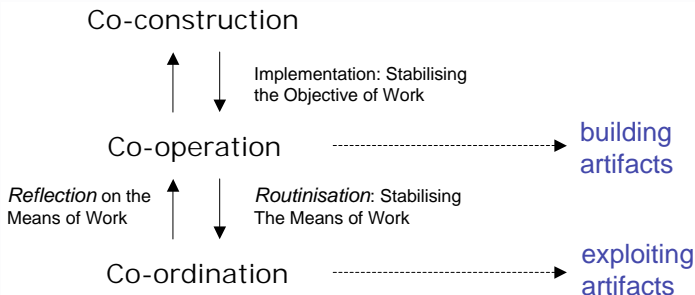 Co-construction
Implementation: Stabilising
the Objective of Work
Co-operation
building
artifacts
Reflection on the
Means of Work
Routinisation: Stabilising
The Means of Work
Co-ordination
exploiting
artifacts